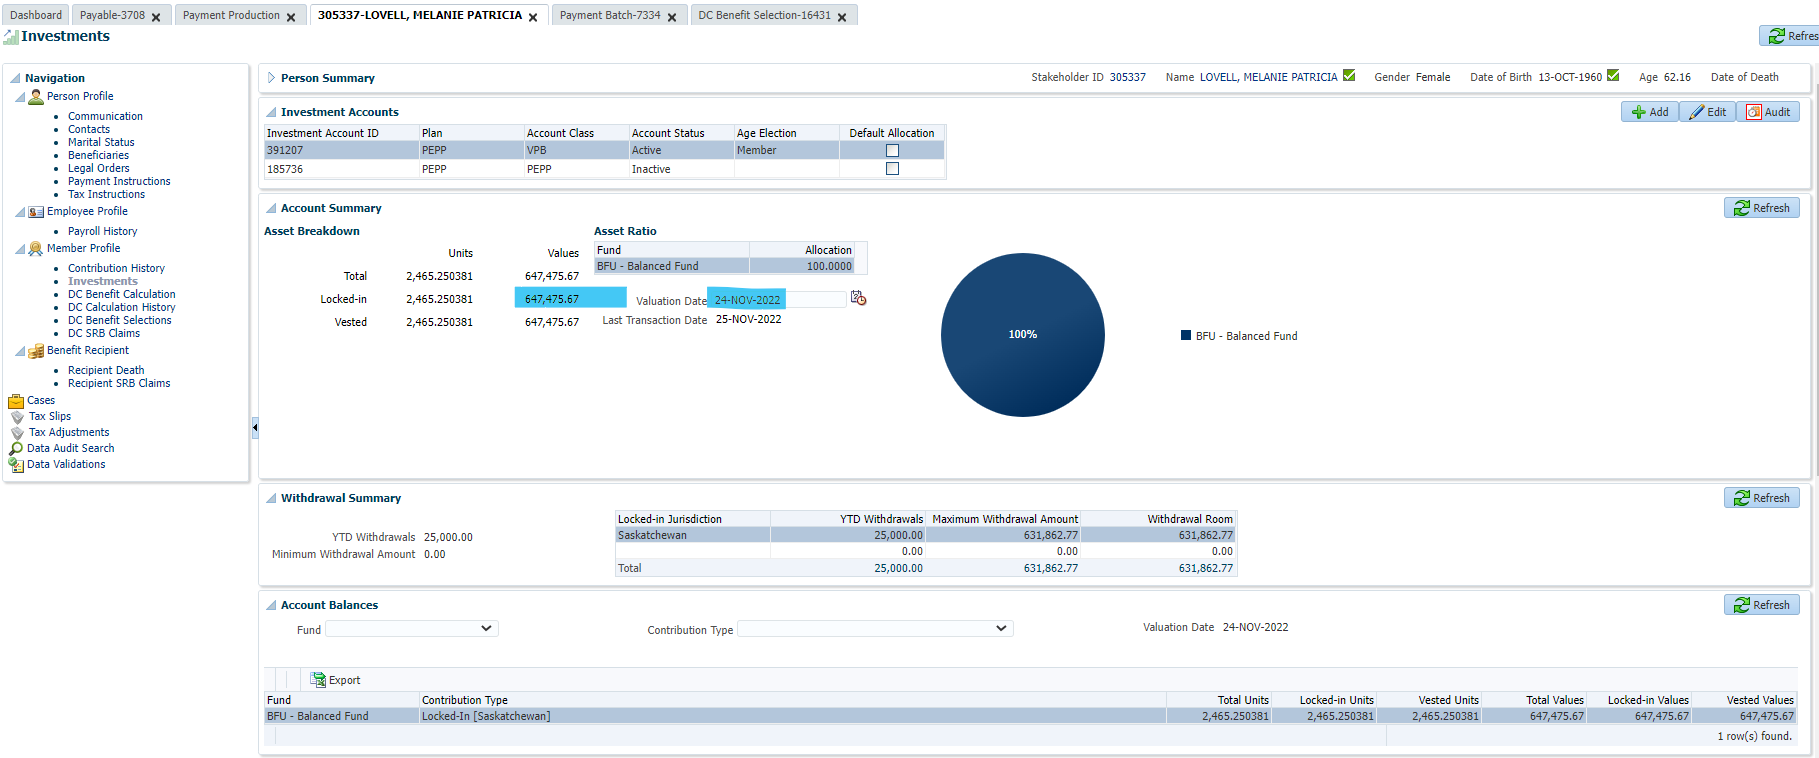 Dashboard Payable-3708 Payment Production 305337-LOVELL, MELANIE PATRICIA Payment Batch-7334 DC Benefit Selection-16431
Investments
Refres
Navigation
Person Profile
Communication
Contacts
Marital Status
Beneficiaries
Legal Orders
Payment Instructions
Tax Instructions
Employee Profile
Payroll History
Member Profile
Contribution History
Investments
DC Benefit Calculation
DC Calculation History
DC Benefit Selections
DC SRB Claims
Benefit Recipient
Recipient Death
Recipient SRB Claims
Cases
Tax Slips
Tax Adjustments
Data Audit Search
Data Validations
Person Summary Stakeholder ID 305337 Name LOVELL, MELANIE PATRICIA Gender Female Date of Birth 13-OCT-1960 Age 62.16 Date of Death
Investment Accounts Add Edit Audit
Investment Account ID Plan Account Class Account Status Age Election Default Allocation
391207 PEPP VPB Active Member
185736 PEPP PEPP Inactive
Account Summary Refresh
Asset Breakdown
Units Values
Total 2,465.250381 647,475.67
Locked-in 2,465.250381 647,475.67
Vested 2,465.250381 647,475.67
Asset Ratio
Fund Allocation
BFU - Balanced Fund 100.0000
Valuation Date 24-NOV-2022
Last Transaction Date 25-NOV-2022
100%
BFU - Balanced Fund
Withdrawal Summary Refresh
YTD Withdrawals 25,000.00
Minimum Withdrawal Amount 0.00
Locked-in Jurisdiction YTD Withdrawals Maximum Withdrawal Amount Withdrawal Room
Saskatchewan 25,000.00 631,862.77 631,862.77
0.00 0.00 0.00
Total 25,000.00 631,862.77 631,862.77
Account Balances Refresh
Fund Contribution Type Valuation Date 24-NOV-2022
Export
Fund Contribution Type Total Units Locked-in Units Vested Units Total Values Locked-in Values Vested Values
BFU - Balanced Fund Locked-In [Saskatchewan] 2,465.250381 2,465.250381 2,465.250381 647,475.67 647,475.67 647,475.67
1 row(s) found.